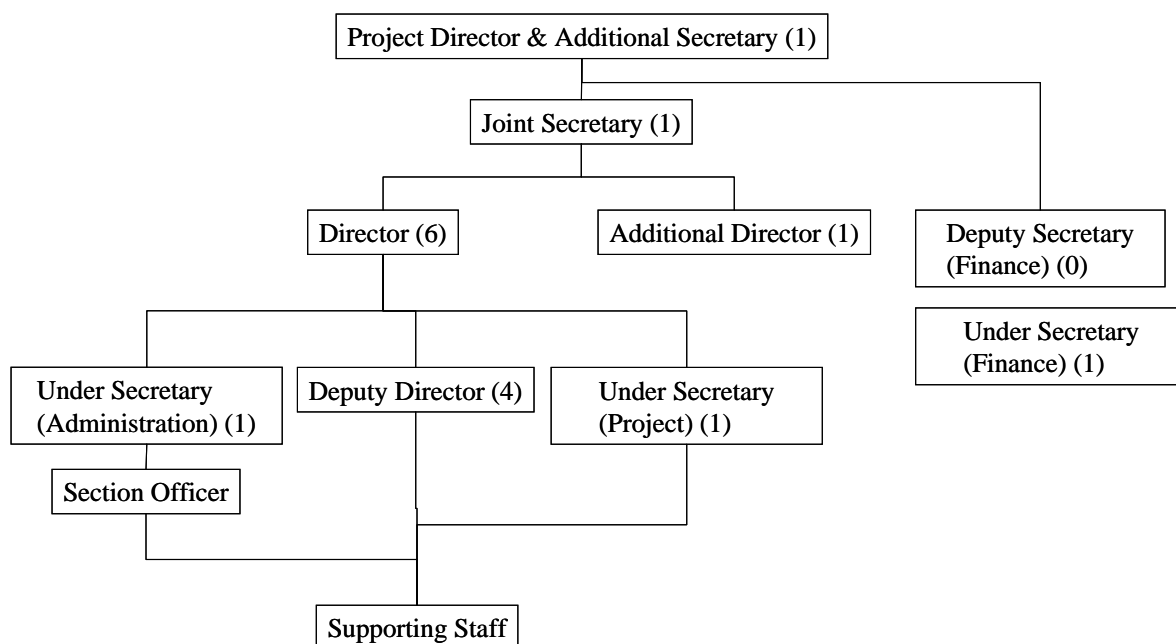 Project Director & Additional Secretary (1)
Joint Secretary (1)
Director (6)
Additional Director (1)
Deputy Secretary
(Finance) (0)
Under Secretary
(Finance) (1)
Under Secretary
(Administration) (1)
Deputy Director (4)
Under Secretary
(Project) (1)
Section Officer
Supporting Staff